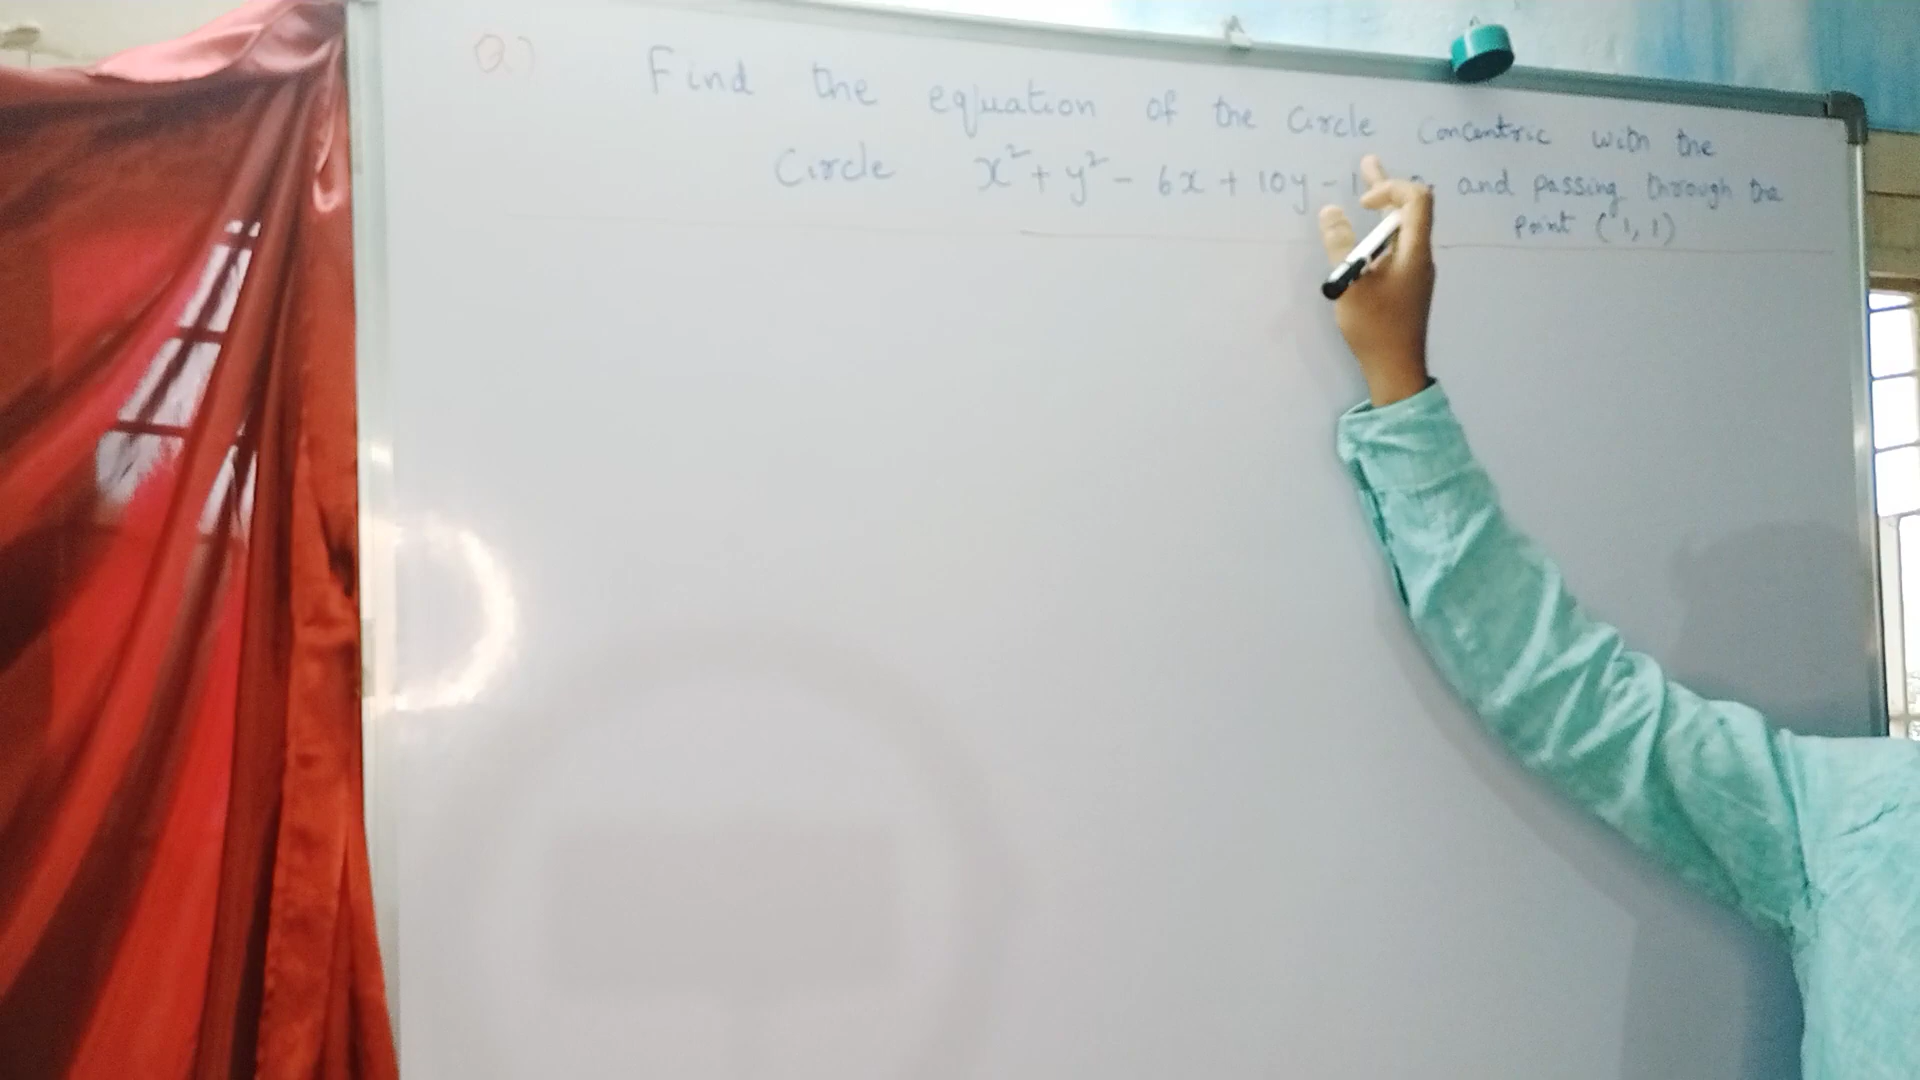 Q)
Find the equation of the circle concentric with the
Circle x² + y² - 6x + 10y - 1 and passing through the
point (1, 1)